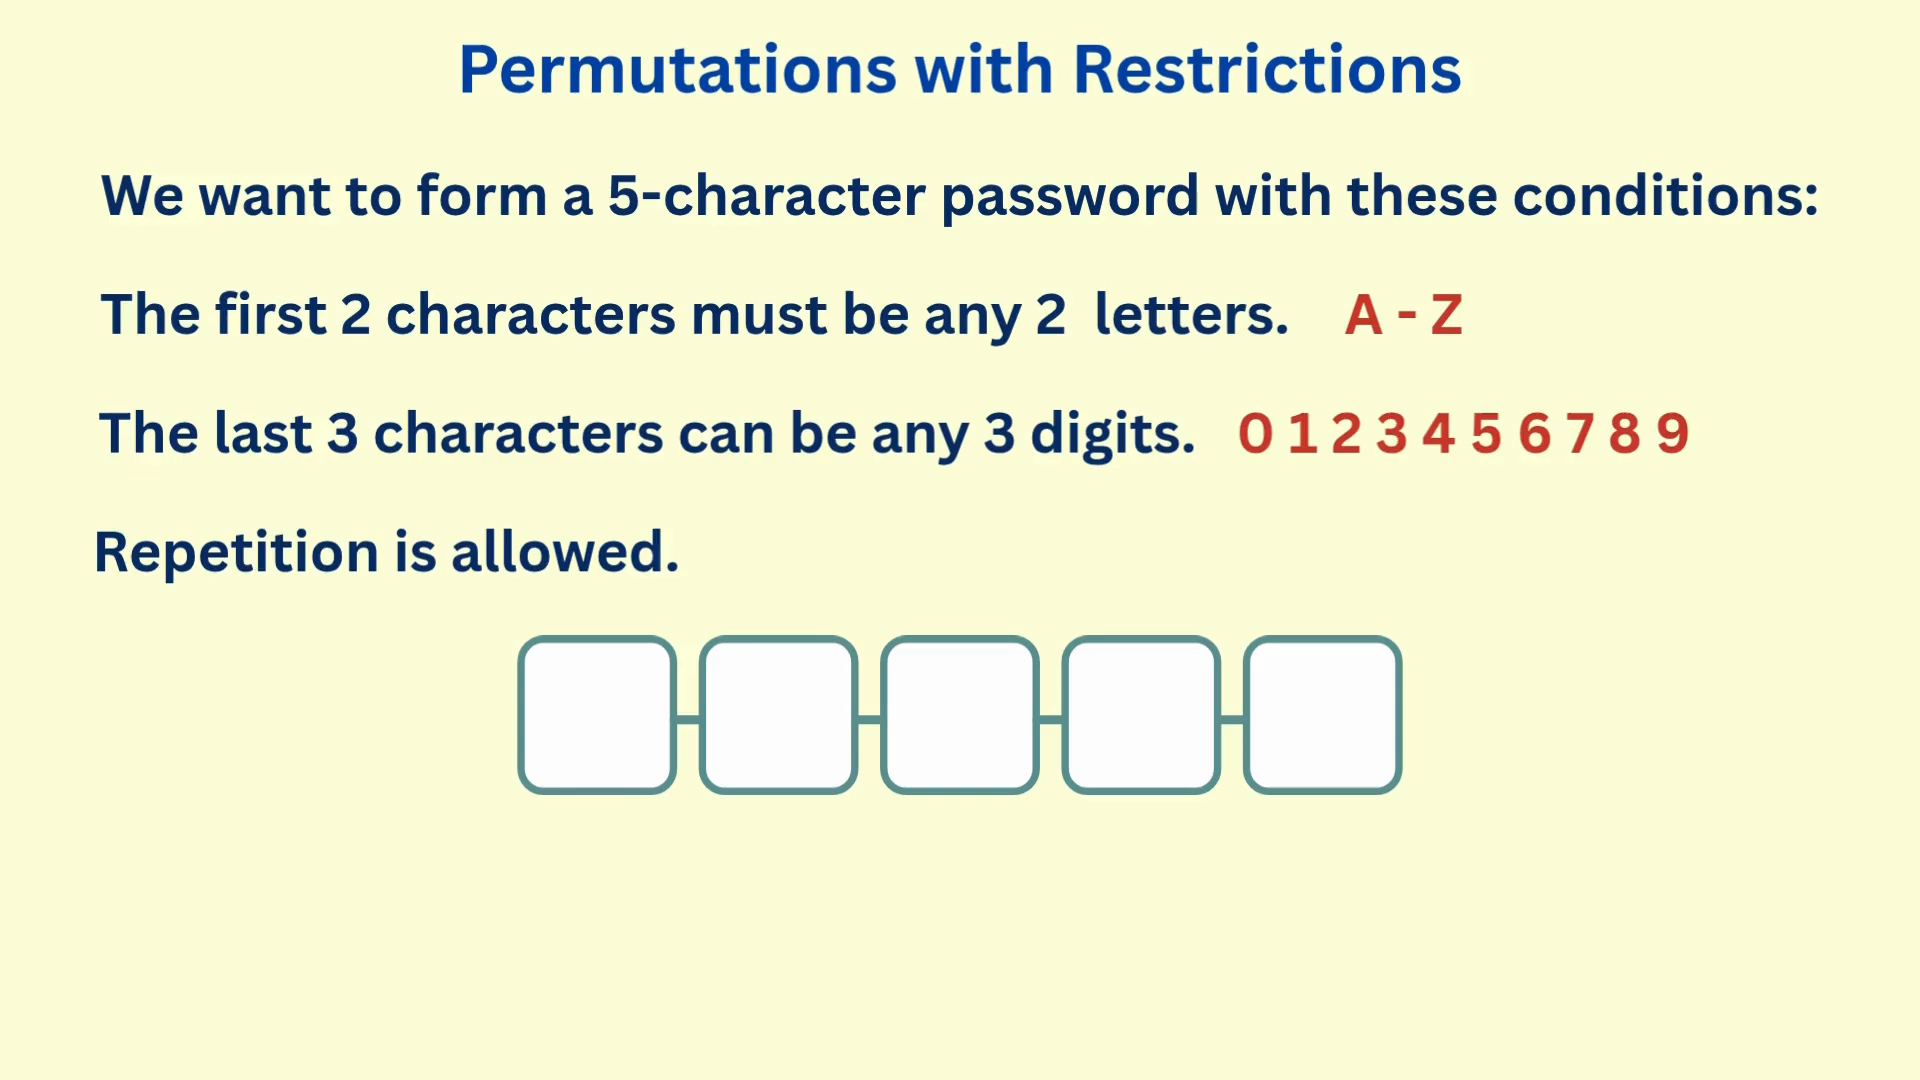 Permutations with Restrictions
We want to form a 5-character password with these conditions:
The first 2 characters must be any 2 letters. A - Z
The last 3 characters can be any 3 digits. 0 1 2 3 4 5 6 7 8 9
Repetition is allowed.